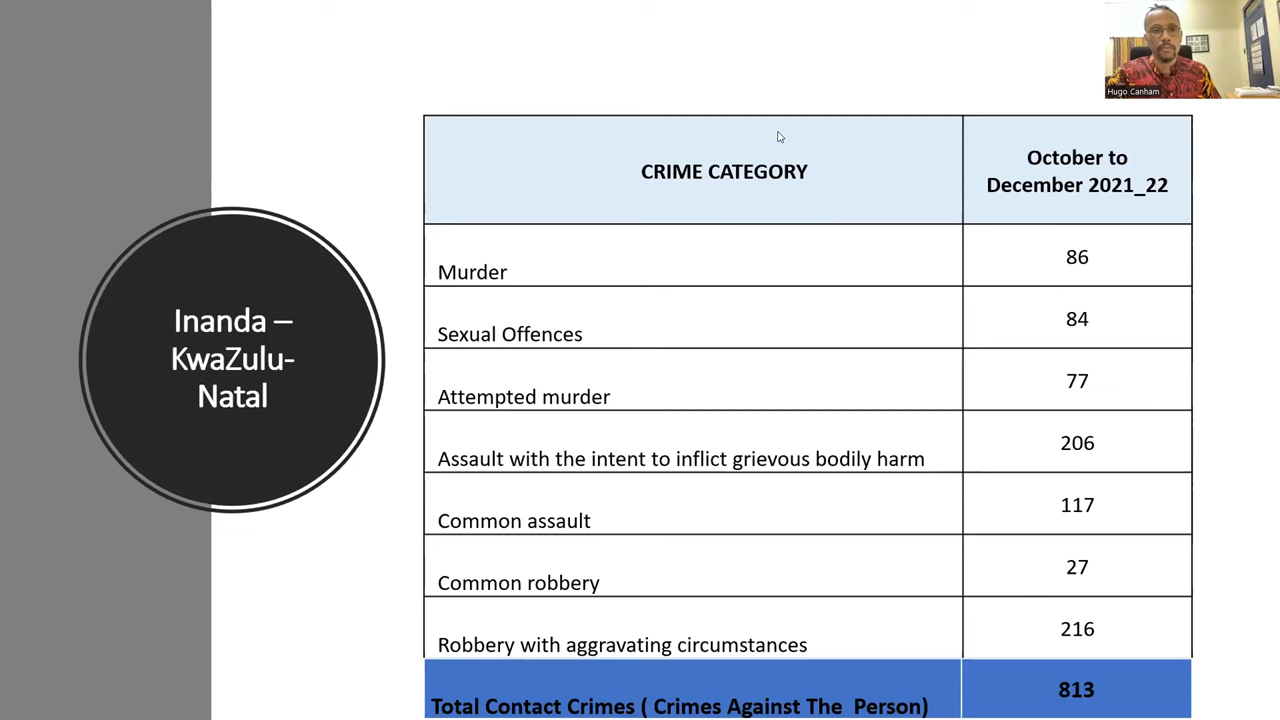 Hugo Canham
Inanda –
KwaZulu-
Natal
CRIME CATEGORY
October to
December 2021_22
Murder
86
Sexual Offences
84
Attempted murder
77
Assault with the intent to inflict grievous bodily harm
206
Common assault
117
Common robbery
27
Robbery with aggravating circumstances
216
Total Contact Crimes ( Crimes Against The Person)
813